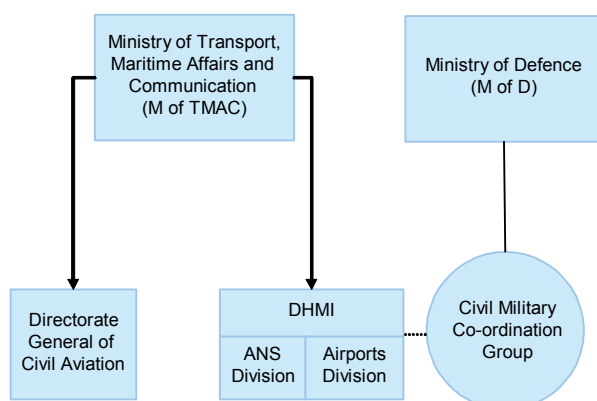 Ministry of Transport,
Maritime Affairs and
Communication
(M of TMAC)
Ministry of Defence
(M of D)
Directorate
General of
Civil Aviation
DHMI
ANS
Division
Airports
Division
Civil Military
Co-ordination
Group